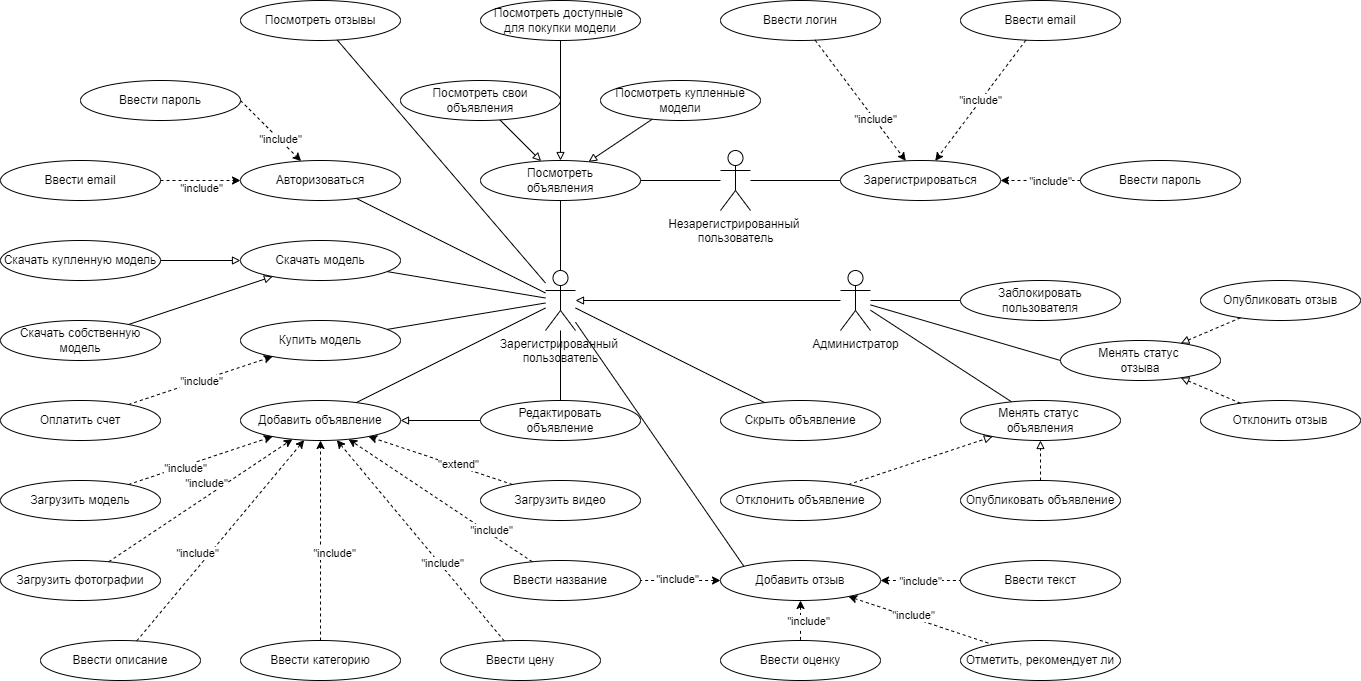 Посмотреть отзывы
Посмотреть доступные
для покупки модели
Ввести логин
Ввести email
Ввести пароль
Посмотреть свои
объявления
Посмотреть купленные
модели
"include"
"include"
"include"
Ввести email
"include"
Авторизоваться
Посмотреть
объявления
Зарегистрироваться
"include"
Ввести пароль
Незарегистрированный
пользователь
Скачать купленную модель
Скачать модель
Заблокировать
пользователя
Опубликовать отзыв
Скачать собственную
модель
Купить модель
Зарегистрированный
пользователь
Администратор
Менять статус
отзыва
"include"
Оплатить счет
Добавить объявление
Редактировать
объявление
Скрыть объявление
Менять статус
объявления
Отклонить отзыв
"include"
"extend"
"include"
Загрузить модель
Загрузить видео
Отклонить объявление
Опубликовать объявление
"include"
"include"
"include"
"include"
Загрузить фотографии
Ввести название
"include"
Добавить отзыв
"include"
Ввести текст
"include"
"include"
Ввести описание
Ввести категорию
Ввести цену
Ввести оценку
Отметить, рекомендует ли